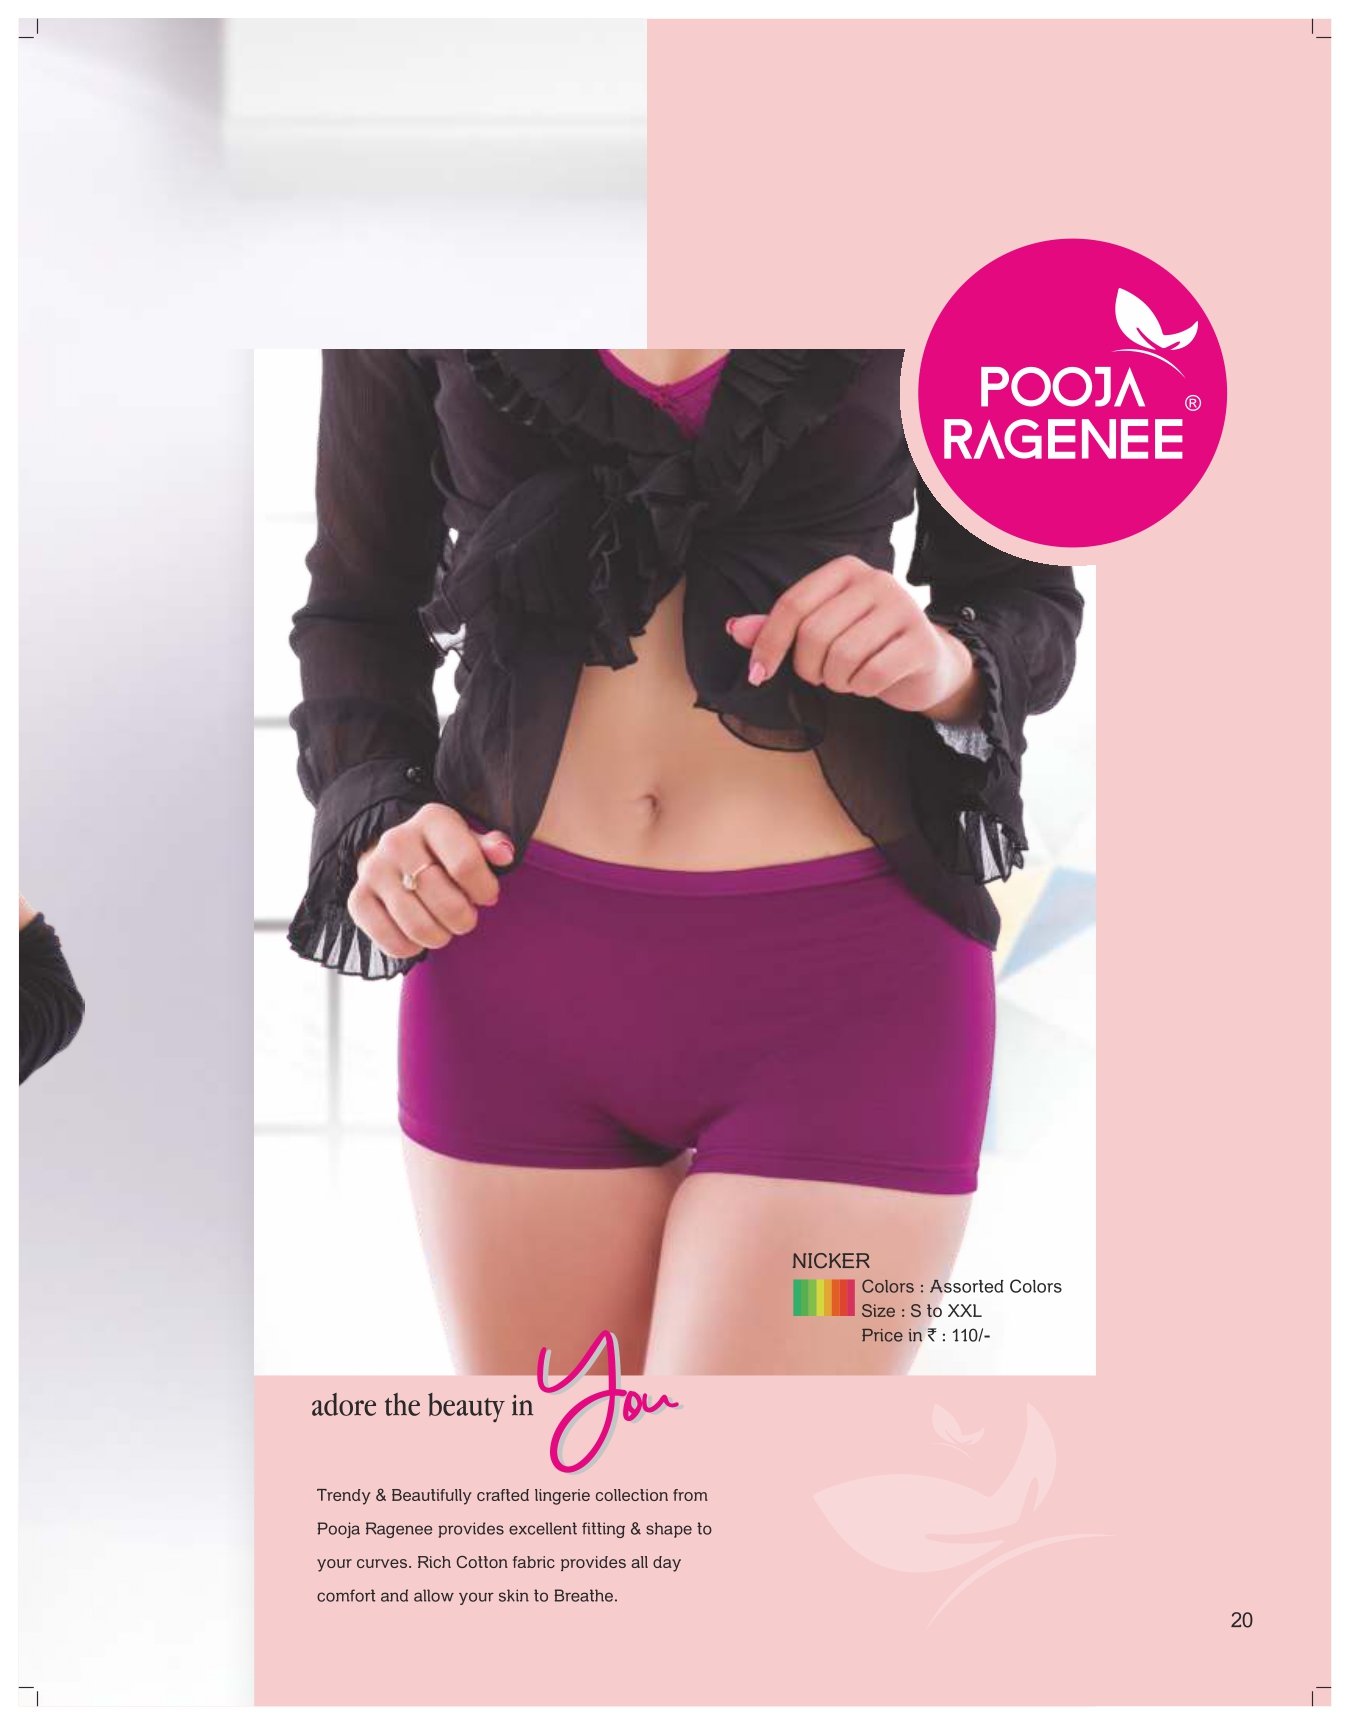 POOJA
RAGENEE
®
NICKER
Colors : Assorted Colors
Size : S to XXL
Price in ₹ : 110/-
adore the beauty in You
Trendy & Beautifully crafted lingerie collection from
Pooja Ragenee provides excellent fitting & shape to
your curves. Rich Cotton fabric provides all day
comfort and allow your skin to Breathe.
20